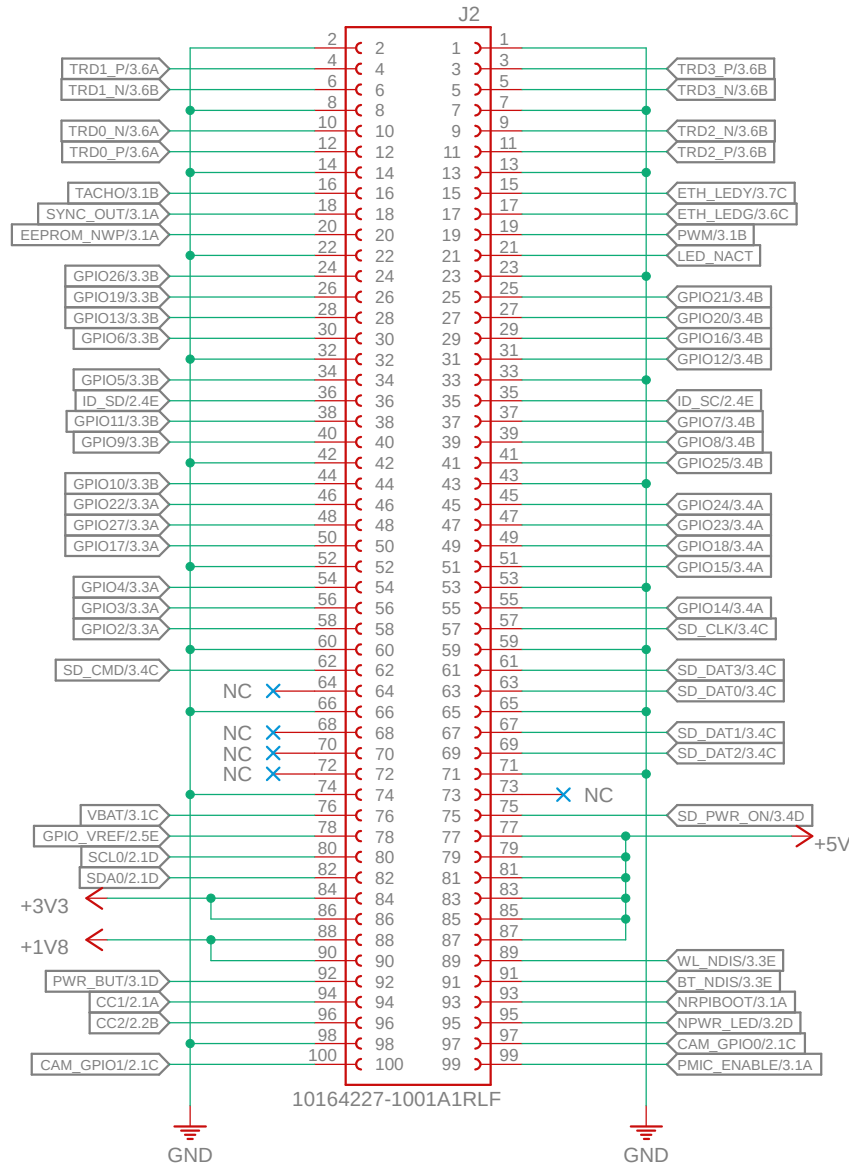 J2
2 2 1 1
TRD1_P/3.6A 4 4 3 3 TRD3_P/3.6B
TRD1_N/3.6B 6 6 5 5 TRD3_N/3.6B
8 8 7 7
TRD0_N/3.6A 10 10 9 9 TRD2_N/3.6B
TRD0_P/3.6A 12 12 11 11 TRD2_P/3.6B
14 14 13 13
TACHO/3.1B 16 16 15 15 ETH_LEDY/3.7C
SYNC_OUT/3.1A 18 18 17 17 ETH_LEDG/3.6C
EEPROM_NWP/3.1A 20 20 19 19 PWM/3.1B
22 22 21 21 LED_NACT
GPIO26/3.3B 24 24 23 23
GPIO19/3.3B 26 26 25 25 GPIO21/3.4B
GPIO13/3.3B 28 28 27 27 GPIO20/3.4B
GPIO6/3.3B 30 30 29 29 GPIO16/3.4B
32 32 31 31 GPIO12/3.4B
GPIO5/3.3B 34 34 33 33
ID_SD/2.4E 36 36 35 35 ID_SC/2.4E
GPIO11/3.3B 38 38 37 37 GPIO7/3.4B
GPIO9/3.3B 40 40 39 39 GPIO8/3.4B
42 42 41 41 GPIO25/3.4B
GPIO10/3.3B 44 44 43 43
GPIO22/3.3A 46 46 45 45 GPIO24/3.4A
GPIO27/3.3A 48 48 47 47 GPIO23/3.4A
GPIO17/3.3A 50 50 49 49 GPIO18/3.4A
52 52 51 51 GPIO15/3.4A
GPIO4/3.3A 54 54 53 53
GPIO3/3.3A 56 56 55 55 GPIO14/3.4A
GPIO2/3.3A 58 58 57 57 SD_CLK/3.4C
60 60 59 59
SD_CMD/3.4C 62 62 61 61 SD_DAT3/3.4C
NC 64 64 63 63 SD_DAT0/3.4C
66 66 65 65
NC 68 68 67 67 SD_DAT1/3.4C
NC 70 70 69 69 SD_DAT2/3.4C
NC 72 72 71 71
74 74 73 73 NC
VBAT/3.1C 76 76 75 75 SD_PWR_ON/3.4D
GPIO_VREF/2.5E 78 78 77 77 +5V
SCL0/2.1D 80 80 79 79
SDA0/2.1D 82 82 81 81
+3V3 84 84 83 83
86 86 85 85
+1V8 88 88 87 87
90 90 89 89 WL_NDIS/3.3E
PWR_BUT/3.1D 92 92 91 91 BT_NDIS/3.3E
CC1/2.1A 94 94 93 93 NRPIBOOT/3.1A
CC2/2.2B 96 96 95 95 NPWR_LED/3.2D
98 98 97 97 CAM_GPIO0/2.1C
CAM_GPIO1/2.1C 100 100 99 99 PMIC_ENABLE/3.1A
10164227-1001A1RLF
GND GND